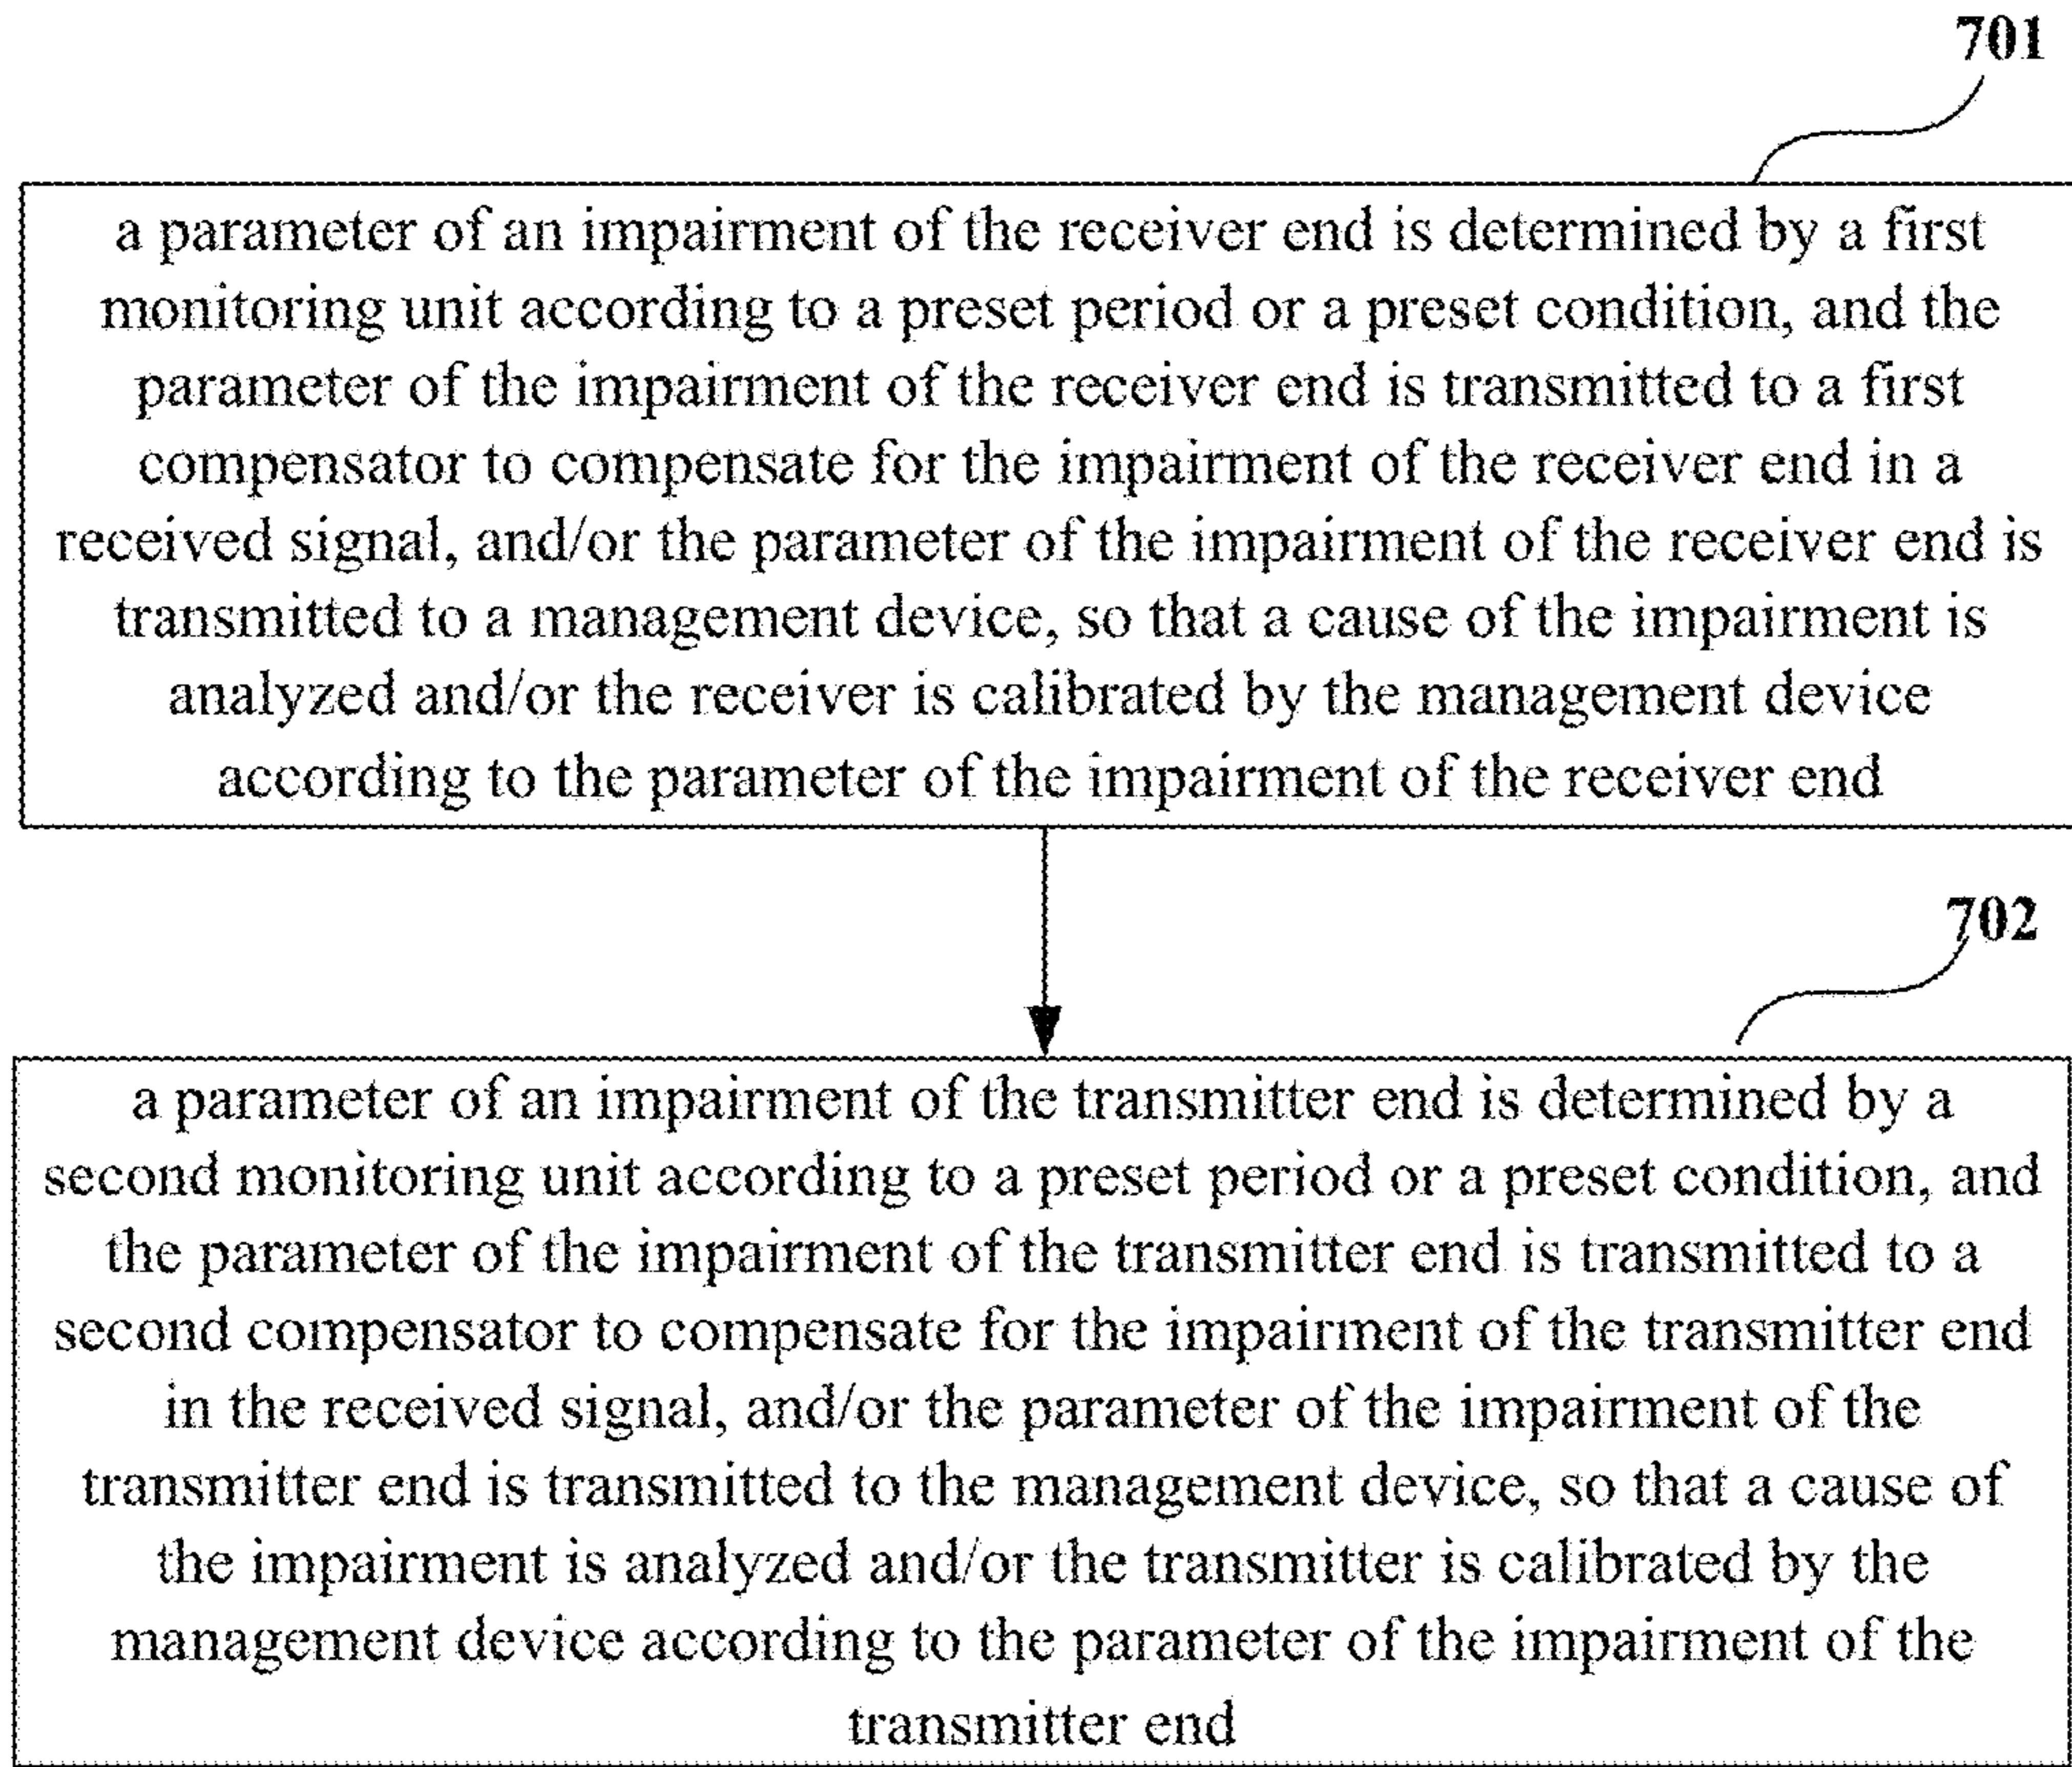 701
a parameter of an impairment of the receiver end is determined by a first
monitoring unit according to a preset period or a preset condition, and the
parameter of the impairment of the receiver end is transmitted to a first
compensator to compensate for the impairment of the receiver end in a
received signal, and/or the parameter of the impairment of the receiver end is
transmitted to a management device, so that a cause of the impairment is
analyzed and/or the receiver is calibrated by the management device
according to the parameter of the impairment of the receiver end
702
a parameter of an impairment of the transmitter end is determined by a
second monitoring unit according to a preset period or a preset condition, and
the parameter of the impairment of the transmitter end is transmitted to a
second compensator to compensate for the impairment of the transmitter end
in the received signal, and/or the parameter of the impairment of the
transmitter end is transmitted to the management device, so that a cause of
the impairment is analyzed and/or the transmitter is calibrated by the
management device according to the parameter of the impairment of the
transmitter end